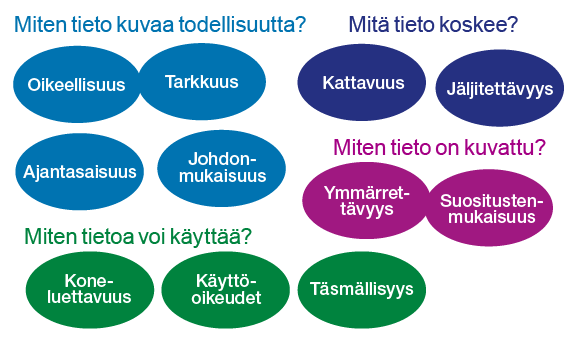 Miten tieto kuvaa todellisuutta?
Oikeellisuus
Tarkkuus
Ajantasaisuus
Johdon-
mukaisuus
Mitä tieto koskee?
Kattavuus
Jäljitettävyys
Miten tieto on kuvattu?
Ymmärret-
tävyys
Suositusten-
mukaisuus
Miten tietoa voi käyttää?
Kone-
luettavuus
Käyttö-
oikeudet
Täsmällisyys